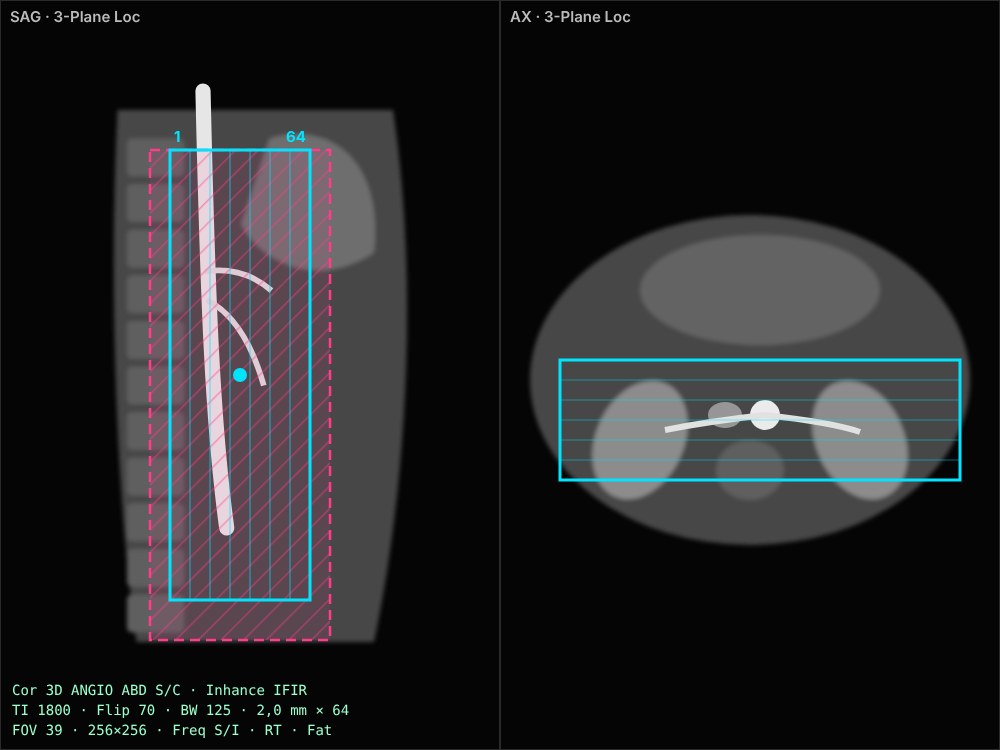 SAG · 3-Plane Loc
AX · 3-Plane Loc
1
64
Cor 3D ANGIO ABD S/C · Inhance IFIR
TI 1800 · Flip 70 · BW 125 · 2,0 mm × 64
FOV 39 · 256×256 · Freq S/I · RT · Fat